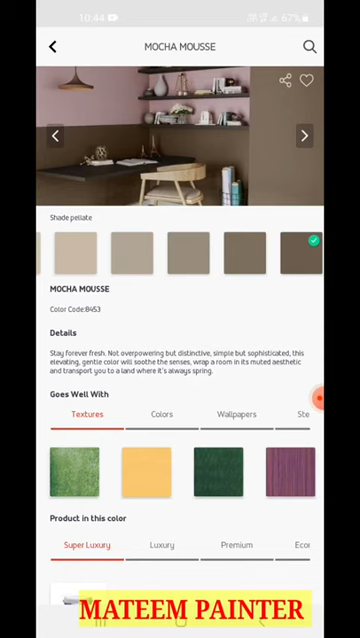 10:44
67%
MOCHA MOUSSE
Shade pellate
MOCHA MOUSSE
Color Code:8453
Details
Stay forever fresh. Not overpowering but distinctive, simple but sophisticated, this
elevating, gentle color will soothe the senses, wrap a room in its muted aesthetic
and transport you to a land where it's always spring.
Goes Well With
Textures Colors Wallpapers Ste
Product in this color
Super Luxury Luxury Premium Ecor
MATEEM PAINTER